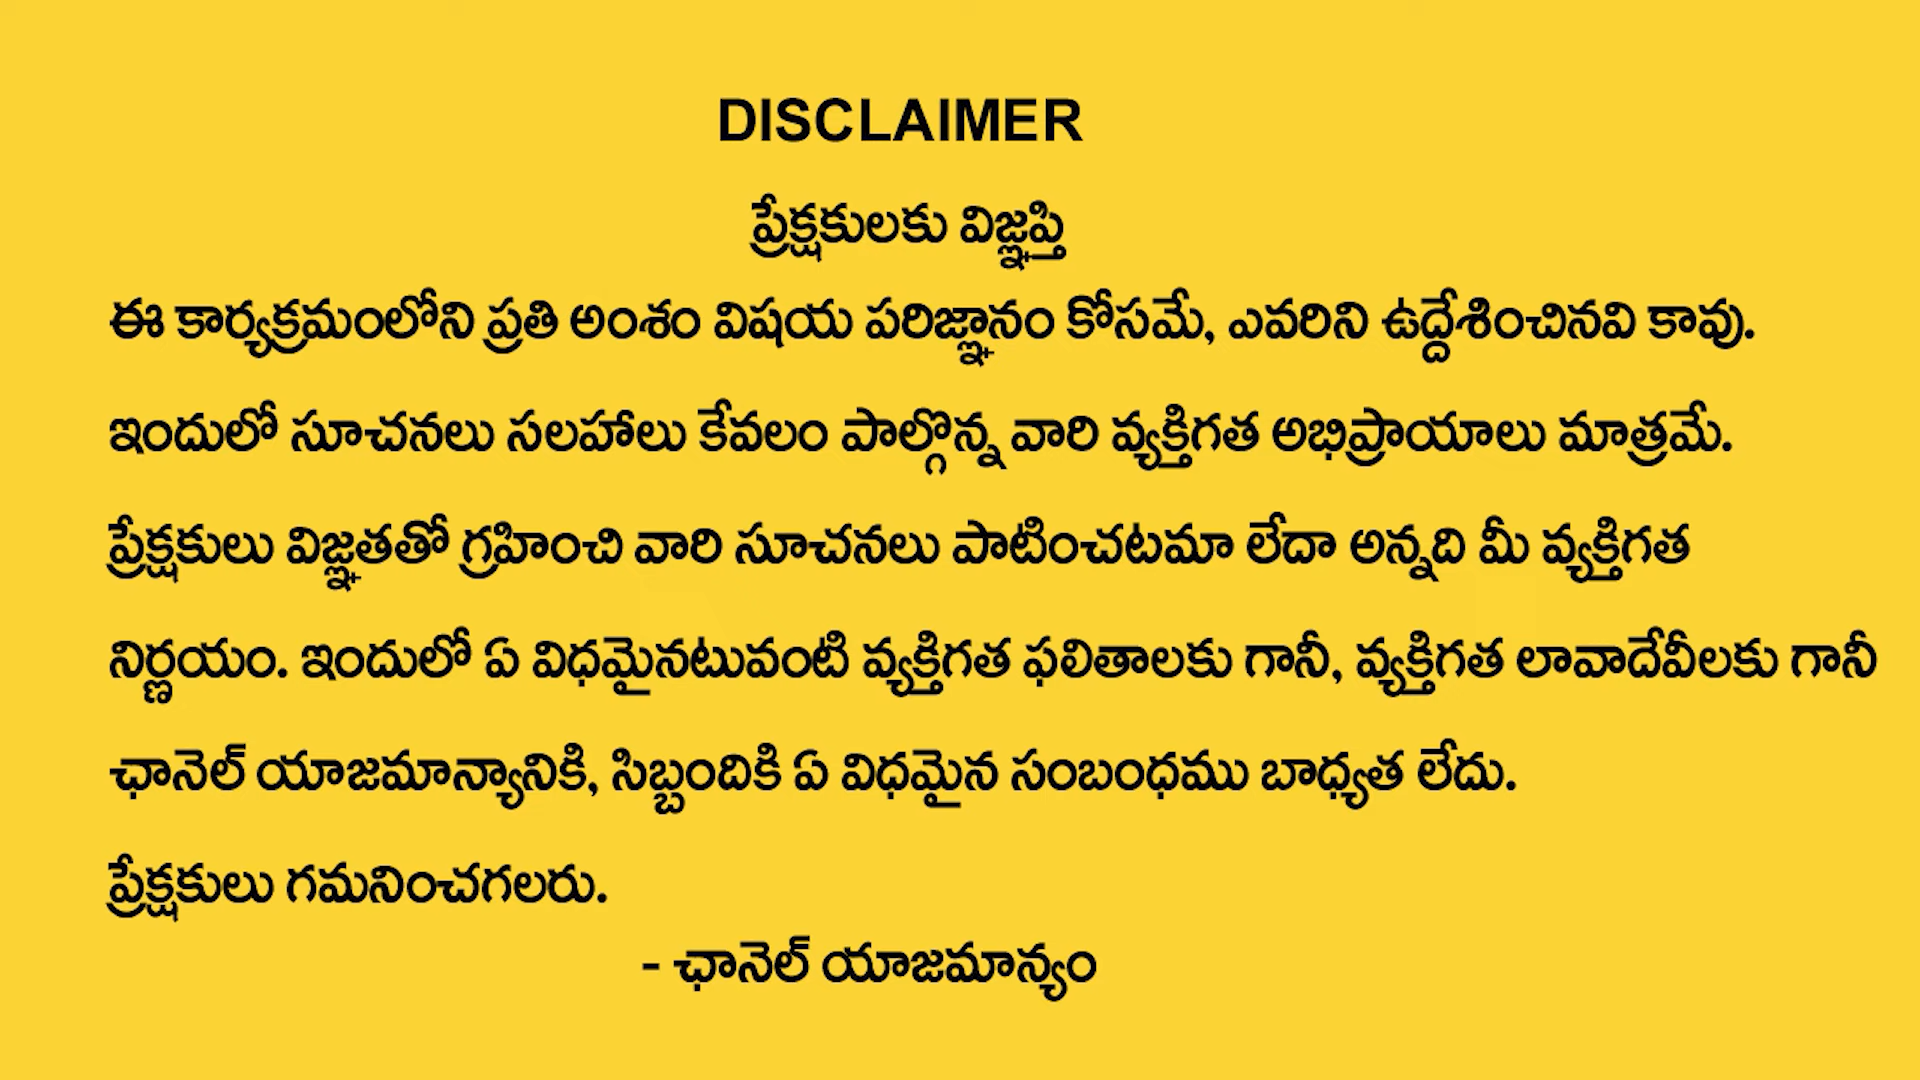 DISCLAIMER
ప్రేక్షకులకు విజ్ఞప్తి
ఈ కార్యక్రమంలోని ప్రతి అంశం విషయ పరిజ్ఞానం కోసమే, ఎవరిని ఉద్దేశించినవి కావు.
ఇందులో సూచనలు సలహాలు కేవలం పాల్గొన్న వారి వ్యక్తిగత అభిప్రాయాలు మాత్రమే.
ప్రేక్షకులు విజ్ఞతతో గ్రహించి వారి సూచనలు పాటించటమా లేదా అన్నది మీ వ్యక్తిగత
నిర్ణయం. ఇందులో ఏ విధమైనటువంటి వ్యక్తిగత ఫలితాలకు గానీ, వ్యక్తిగత లావాదేవీలకు గానీ
ఛానెల్ యాజమాన్యానికి, సిబ్బందికి ఏ విధమైన సంబంధము బాధ్యత లేదు.
ప్రేక్షకులు గమనించగలరు.
- ఛానెల్ యాజమాన్యం